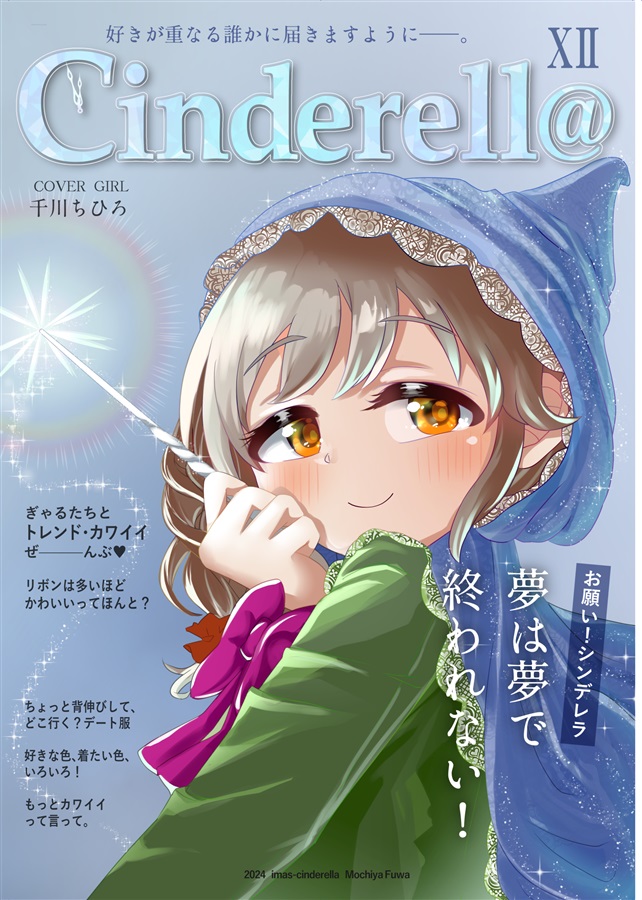 好きが重なる誰かに届きますように――。
XII
Cinderell@
COVER GIRL
千川ちひろ
ぎゃるたちと
トレンド・カワイイ
ぜ———んぶ♥
リボンは多いほど
かわいいってほんと？
お願い！シンデレラ
夢は夢で
終われない！
ちょっと背伸びして、
どこ行く？デート服
好きな色、着たい色、
いろいろ！
もっとカワイイ
って言って。
2024 imas-cinderella Mochiya Fuwa